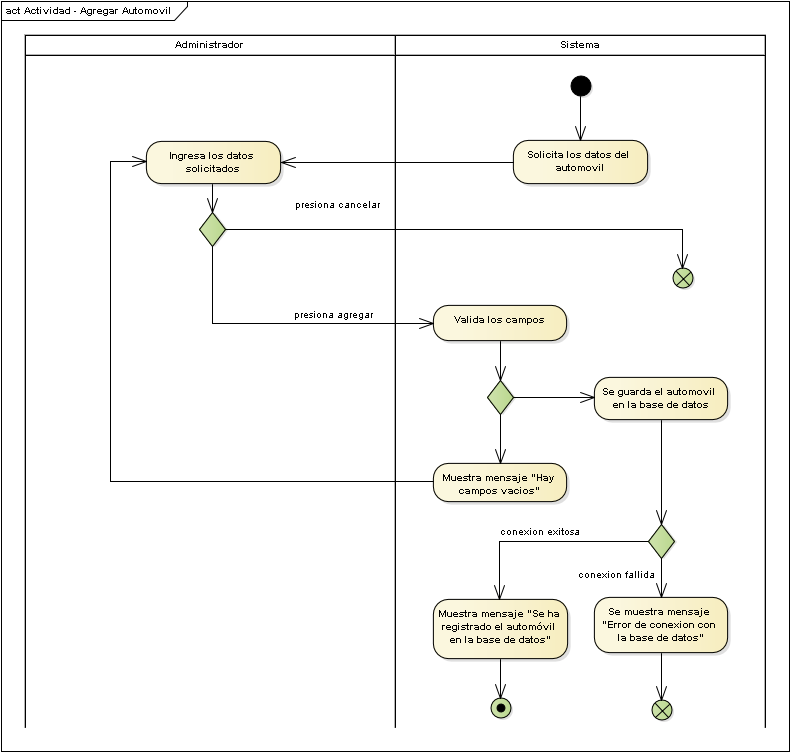 act Actividad - Agregar Automovil
Administrador
Sistema
Solicita los datos del
automovil
Ingresa los datos
solicitados
presiona cancelar
presiona agregar
Valida los campos
Se guarda el automovil
en la base de datos
Muestra mensaje "Hay
campos vacios"
conexion exitosa
conexion fallida
Muestra mensaje "Se ha
registrado el automóvil
en la base de datos"
Se muestra mensaje
"Error de conexion con
la base de datos"